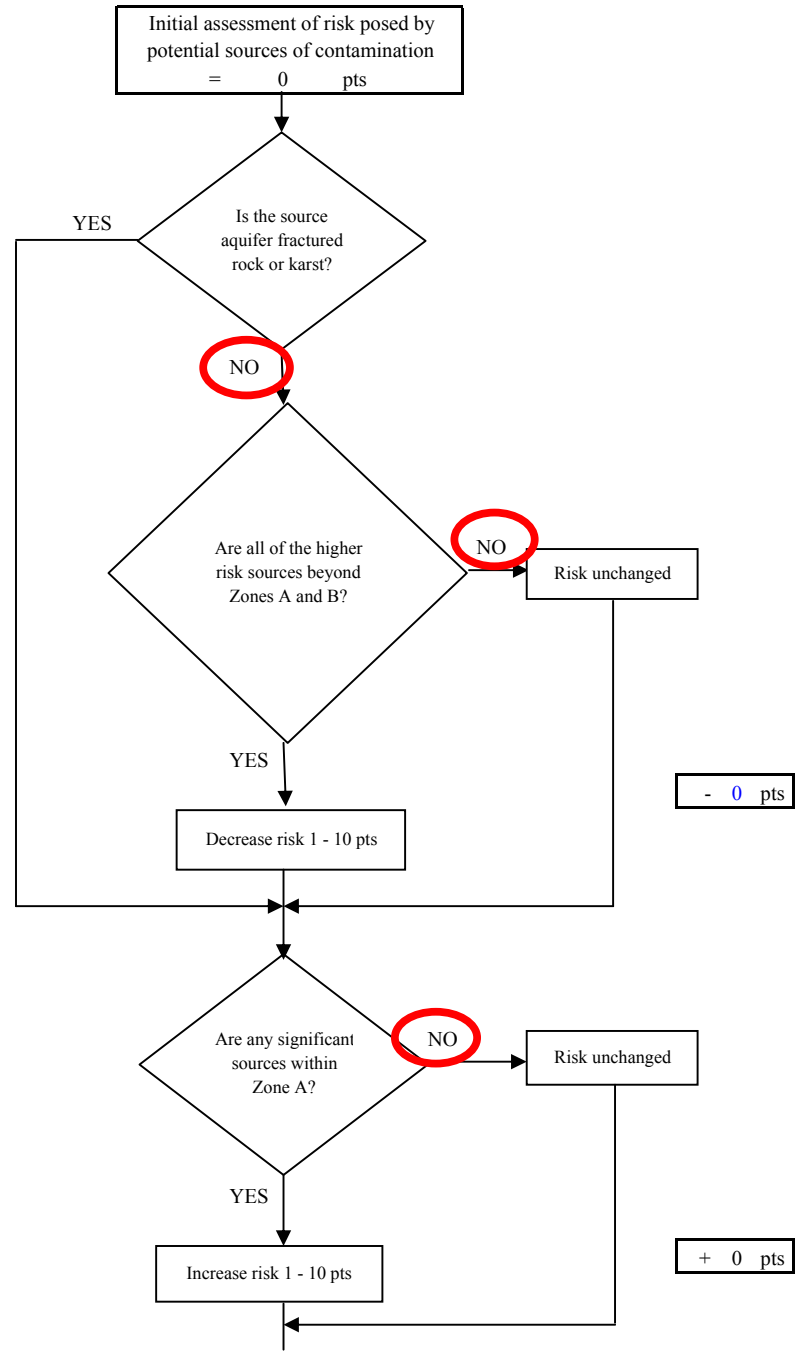 Initial assessment of risk posed by
potential sources of contamination
= 0 pts
YES
Is the source
aquifer fractured
rock or karst?
NO
Are all of the higher
risk sources beyond
Zones A and B?
NO
Risk unchanged
YES
- 0 pts
Decrease risk 1 - 10 pts
Are any significant
sources within
Zone A?
NO
Risk unchanged
YES
+ 0 pts
Increase risk 1 - 10 pts